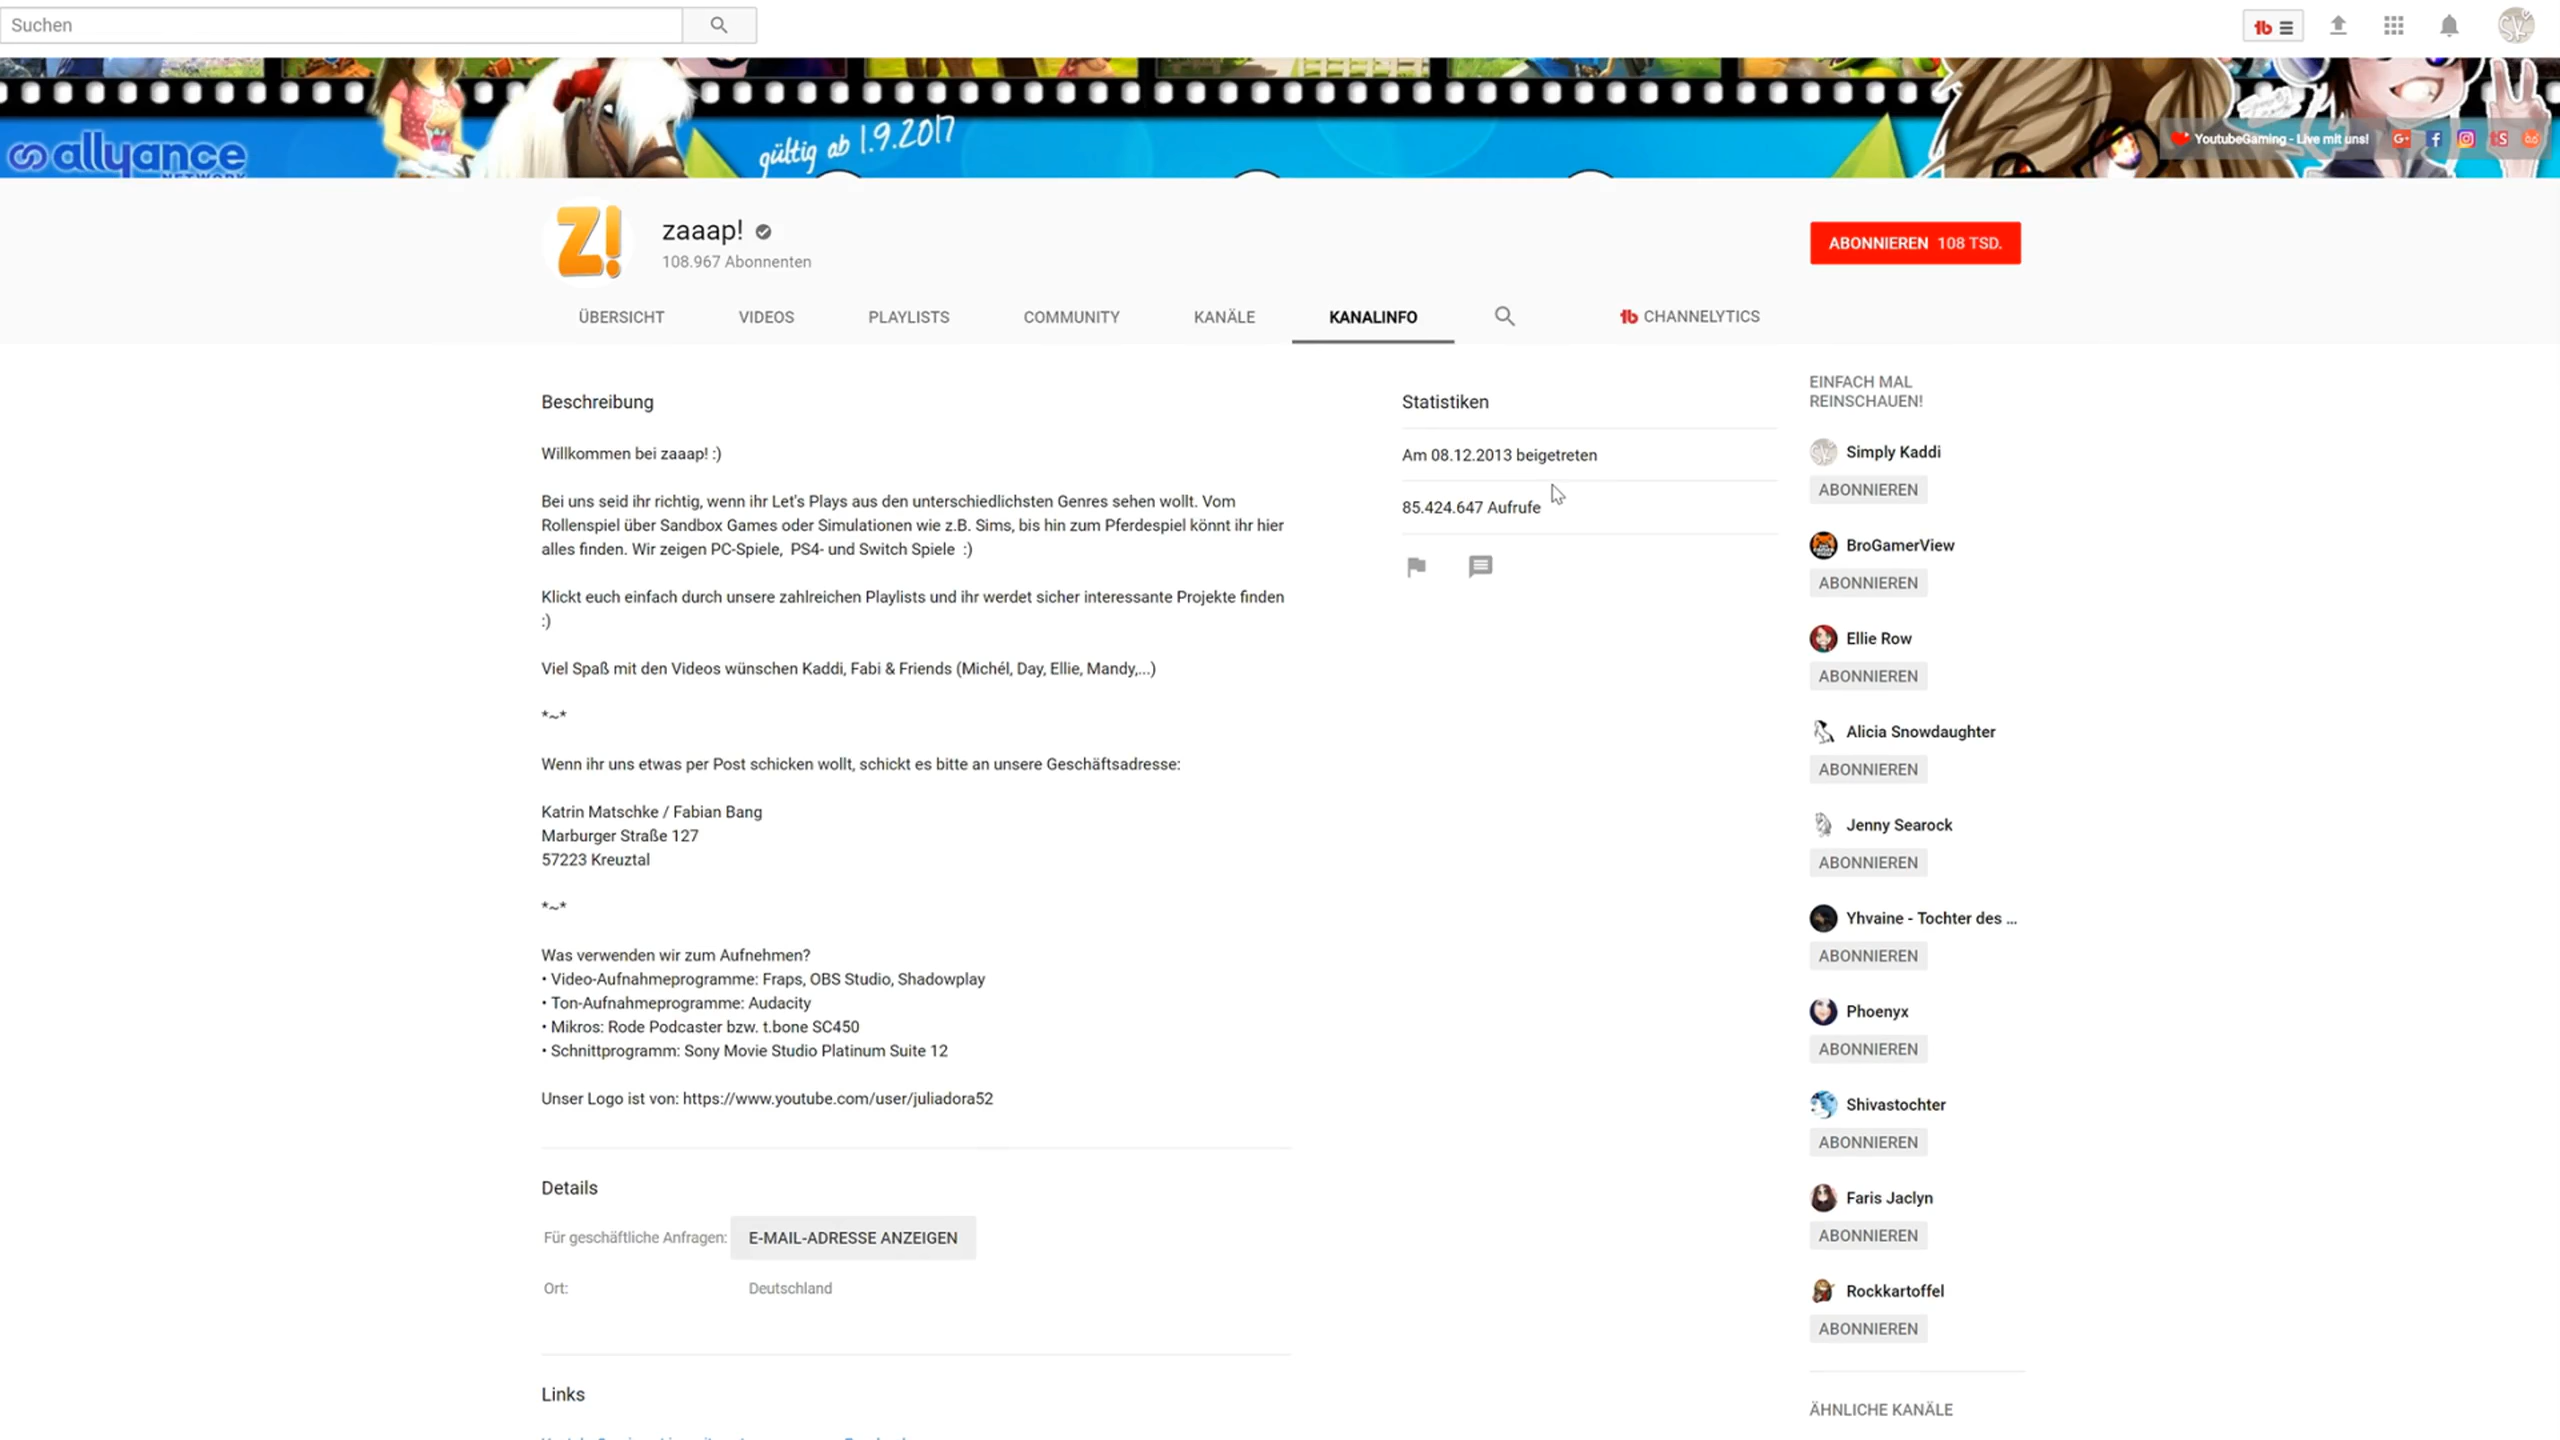 Suchen
allyance
NETWORK
gültig ab 1.9.2017
YoutubeGaming - Live mit uns!
zaaap!
108.967 Abonnenten
ABONNIEREN 108 TSD.
ÜBERSICHT
VIDEOS
PLAYLISTS
COMMUNITY
KANÄLE
KANALINFO
CHANNELYTICS
Beschreibung
Willkommen bei zaaap! :)
Bei uns seid ihr richtig, wenn ihr Let's Plays aus den unterschiedlichsten Genres sehen wollt. Vom
Rollenspiel über Sandbox Games oder Simulationen wie z.B. Sims, bis hin zum Pferdespiel könnt ihr hier
alles finden. Wir zeigen PC-Spiele, PS4- und Switch Spiele :)
Klickt euch einfach durch unsere zahlreichen Playlists und ihr werdet sicher interessante Projekte finden
:)
Viel Spaß mit den Videos wünschen Kaddi, Fabi & Friends (Michél, Day, Ellie, Mandy,...)
*~*
Wenn ihr uns etwas per Post schicken wollt, schickt es bitte an unsere Geschäftsadresse:
Katrin Matschke / Fabian Bang
Marburger Straße 127
57223 Kreuztal
*~*
Was verwenden wir zum Aufnehmen?
• Video-Aufnahmeprogramme: Fraps, OBS Studio, Shadowplay
• Ton-Aufnahmeprogramme: Audacity
• Mikros: Rode Podcaster bzw. t.bone SC450
• Schnittprogramm: Sony Movie Studio Platinum Suite 12
Unser Logo ist von: https://www.youtube.com/user/juliadora52
Details
Für geschäftliche Anfragen: E-MAIL-ADRESSE ANZEIGEN
Ort: Deutschland
Links
Statistiken
Am 08.12.2013 beigetreten
85.424.647 Aufrufe
EINFACH MAL
REINSCHAUEN!
Simply Kaddi
ABONNIEREN
BroGamerView
ABONNIEREN
Ellie Row
ABONNIEREN
Alicia Snowdaughter
ABONNIEREN
Jenny Searock
ABONNIEREN
Yhvaine - Tochter des ...
ABONNIEREN
Phoenyx
ABONNIEREN
Shivastochter
ABONNIEREN
Faris Jaclyn
ABONNIEREN
Rockkartoffel
ABONNIEREN
ÄHNLICHE KANÄLE